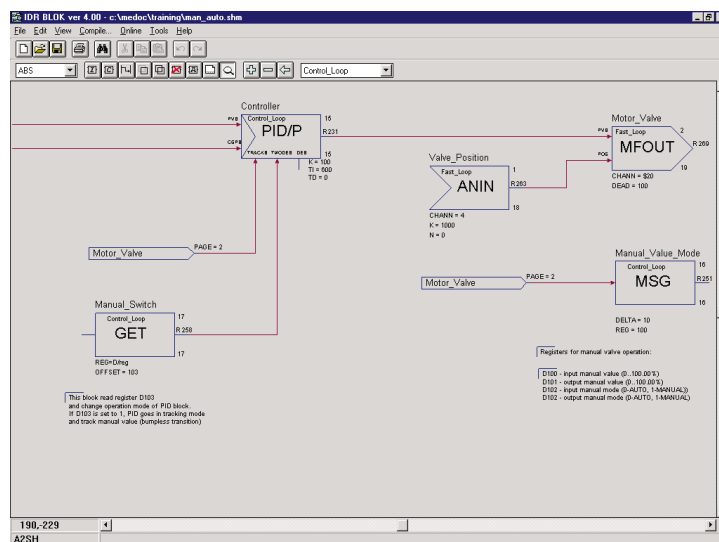 IDR BLOK ver 4.00 - c:\medoc\training\man_auto.shm
File Edit View Compile... Online Tools Help
ABS
Control_Loop
Controller
Control_Loop
15
PID/P
R231
TRACKB TMODEB DEB
15
K = 100
TI = 600
TD = 0
Motor_Valve
PAGE = 2
Manual_Switch
Control_Loop
17
GET
R 258
17
REG=D/reg
OFFSET = 103
This block read register D103
and change operation mode of PID block.
If D103 is set to 1, PID goes in tracking mode
and track manual value (bumpless transition)
Valve_Position
Fast_Loop
1
ANIN
R263
18
CHANN = 4
K = 1000
N = 0
Motor_Valve
PVB
Fast_Loop
2
MFOUT
R269
POS
19
CHANN = $20
DEAD = 100
Motor_Valve
PAGE = 2
Manual_Value_Mode
Control_Loop
16
MSG
R251
16
DELTA = 10
REG = 100
Registers for manual valve operation:
D100 - input manual value (0..100.00%)
D101 - output manual value (0..100.00%)
D102 - input manual mode (0-AUTO, 1-MANUAL))
D102 - output manual mode (0-AUTO, 1-MANUAL)
190,-229
A2SH